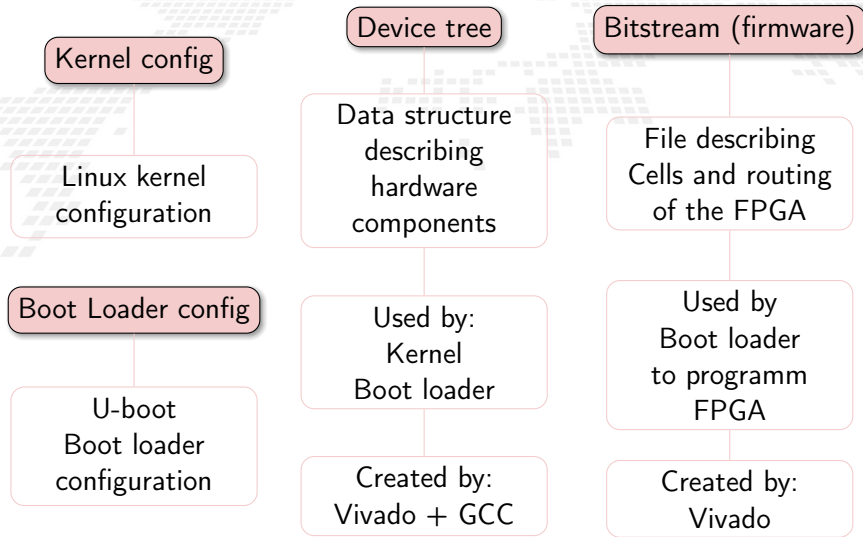 Kernel config
Linux kernel
configuration
Boot Loader config
U-boot
Boot loader
configuration
Device tree
Data structure
describing
hardware
components
Used by:
Kernel
Boot loader
Created by:
Vivado + GCC
Bitstream (firmware)
File describing
Cells and routing
of the FPGA
Used by
Boot loader
to programm
FPGA
Created by:
Vivado